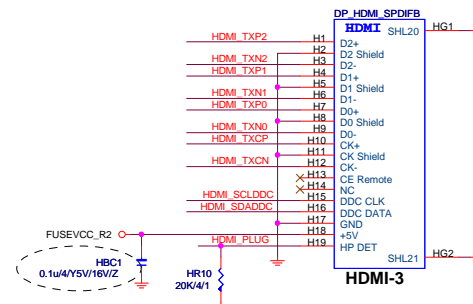 DP_HDMI_SPDIFB
HDMI
HDMI_TXP2 H1 D2+ SHL20 HG1
H2 D2 Shield
HDMI_TXN2 H3 D2-
HDMI_TXP1 H4 D1+
H5 D1 Shield
HDMI_TXN1 H6 D1-
HDMI_TXP0 H7 D0+
H8 D0 Shield
HDMI_TXN0 H9 D0-
HDMI_TXCP H10 CK+
H11 CK Shield
HDMI_TXCN H12 CK-
H13 CE Remote
H14 NC
HDMI_SCLDDC H15 DDC CLK
HDMI_SDADDC H16 DDC DATA
H17 GND
FUSEVCC_R2 H18 +5V
HDMI_PLUG H19 HP DET
SHL21 HG2
HBC1
0.1u/4/Y5V/16V/Z
HR10
20K/4/1
HDMI-3